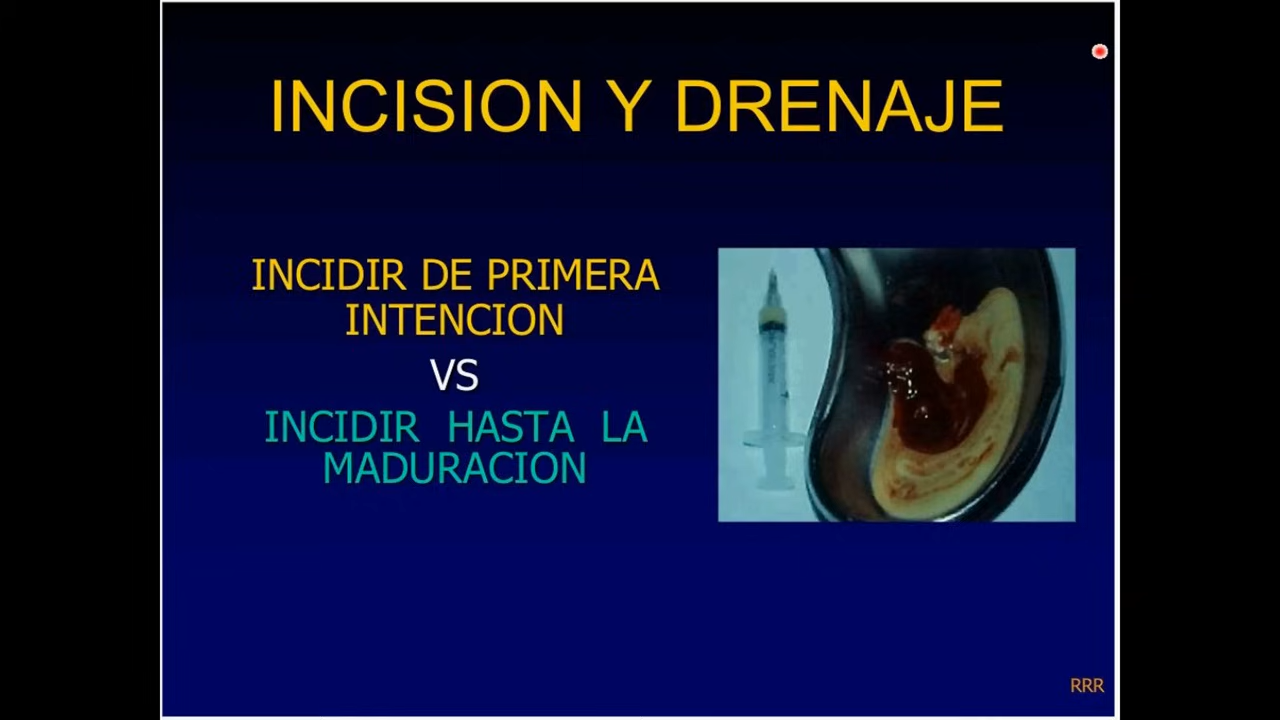 INCISION Y DRENAJE
INCIDIR DE PRIMERA
INTENCION
VS
INCIDIR HASTA LA
MADURACION
RRR